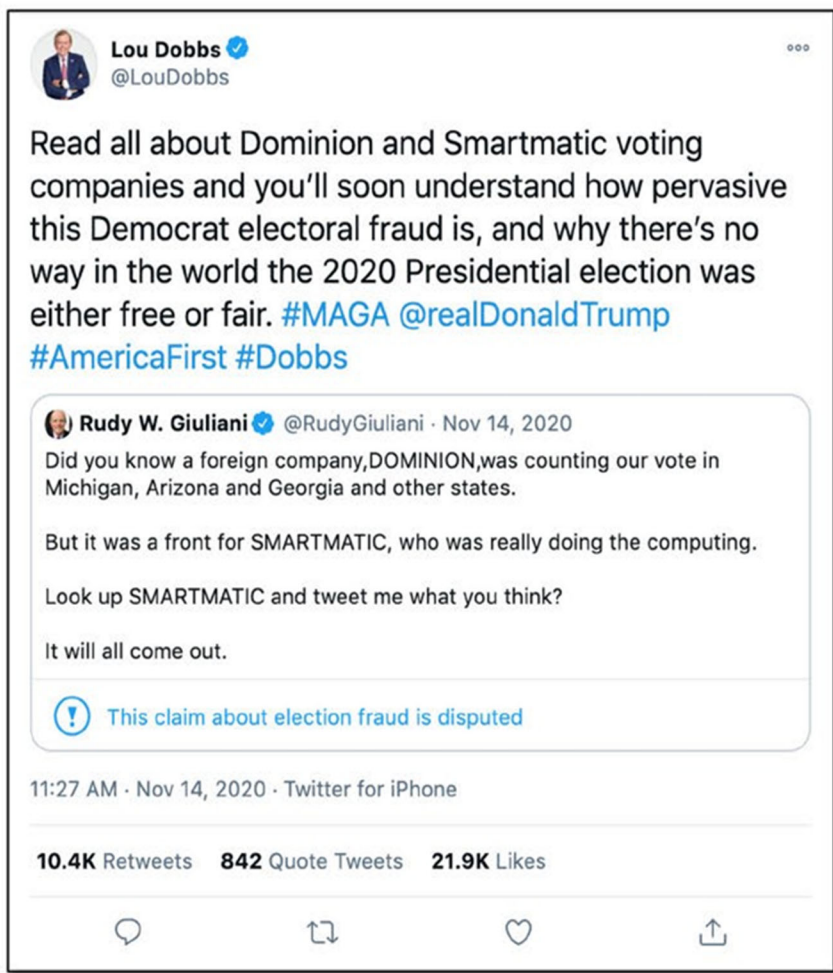 Lou Dobbs
@LouDobbs
Read all about Dominion and Smartmatic voting
companies and you'll soon understand how pervasive
this Democrat electoral fraud is, and why there's no
way in the world the 2020 Presidential election was
either free or fair. #MAGA @realDonaldTrump
#AmericaFirst #Dobbs
Rudy W. Giuliani @RudyGiuliani · Nov 14, 2020
Did you know a foreign company,DOMINION,was counting our vote in
Michigan, Arizona and Georgia and other states.
But it was a front for SMARTMATIC, who was really doing the computing.
Look up SMARTMATIC and tweet me what you think?
It will all come out.
This claim about election fraud is disputed
11:27 AM · Nov 14, 2020 · Twitter for iPhone
10.4K Retweets 842 Quote Tweets 21.9K Likes